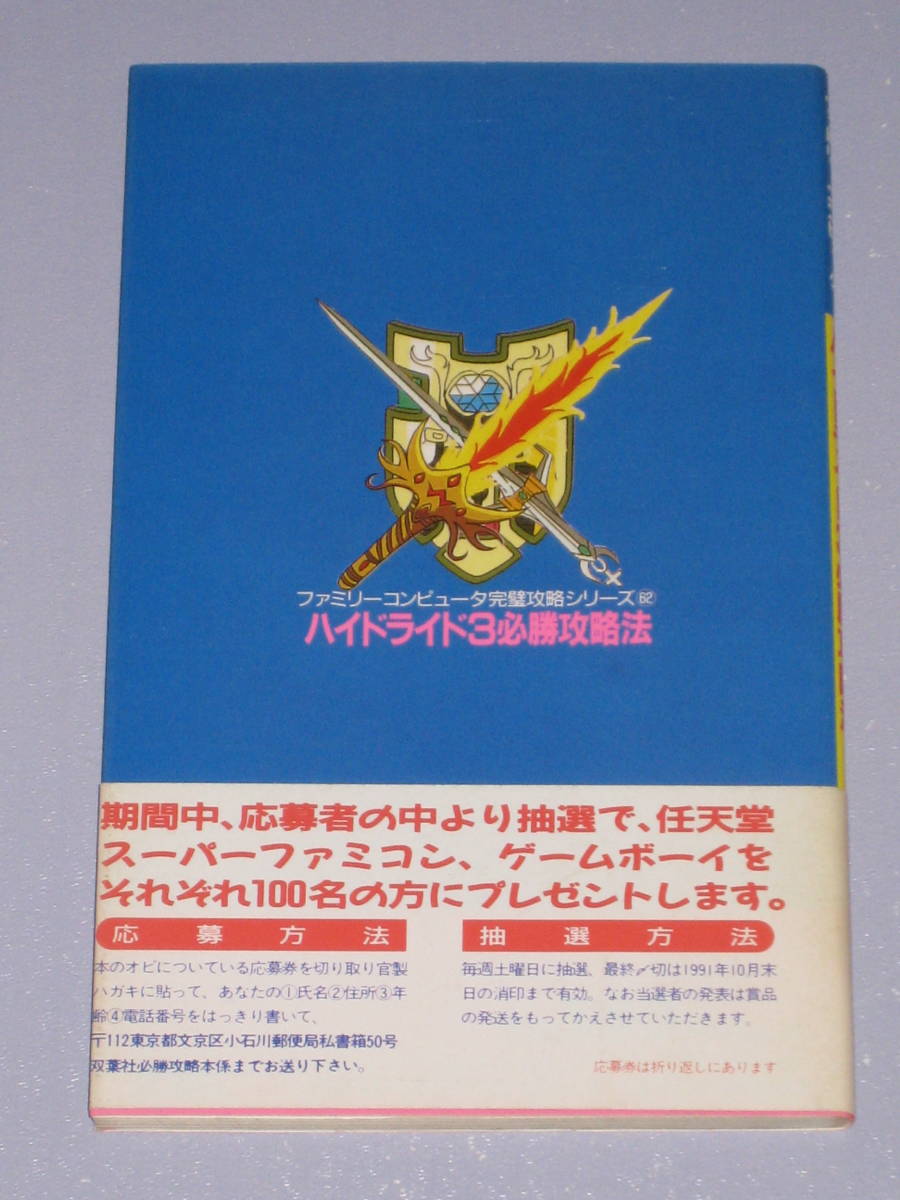 ファミリーコンピュータ完璧攻略シリーズ62
ハイドライド3必勝攻略法
期間中、応募者の中より抽選で、任天堂
スーパーファミコン、ゲームボーイを
それぞれ100名の方にプレゼントします。
応募方法
本のオビについている応募券を切り取り官製
ハガキに貼って、あなたの①氏名②住所③年
齢④電話番号をはっきり書いて、
〒112東京都文京区小石川郵便局私書箱50号
双葉社必勝攻略本係までお送り下さい。
抽選方法
毎週土曜日に抽選、最終〆切は1991年10月末
日の消印まで有効。なお当選者の発表は賞品
の発送をもってかえさせていただきます。
応募券は折り返しにあります